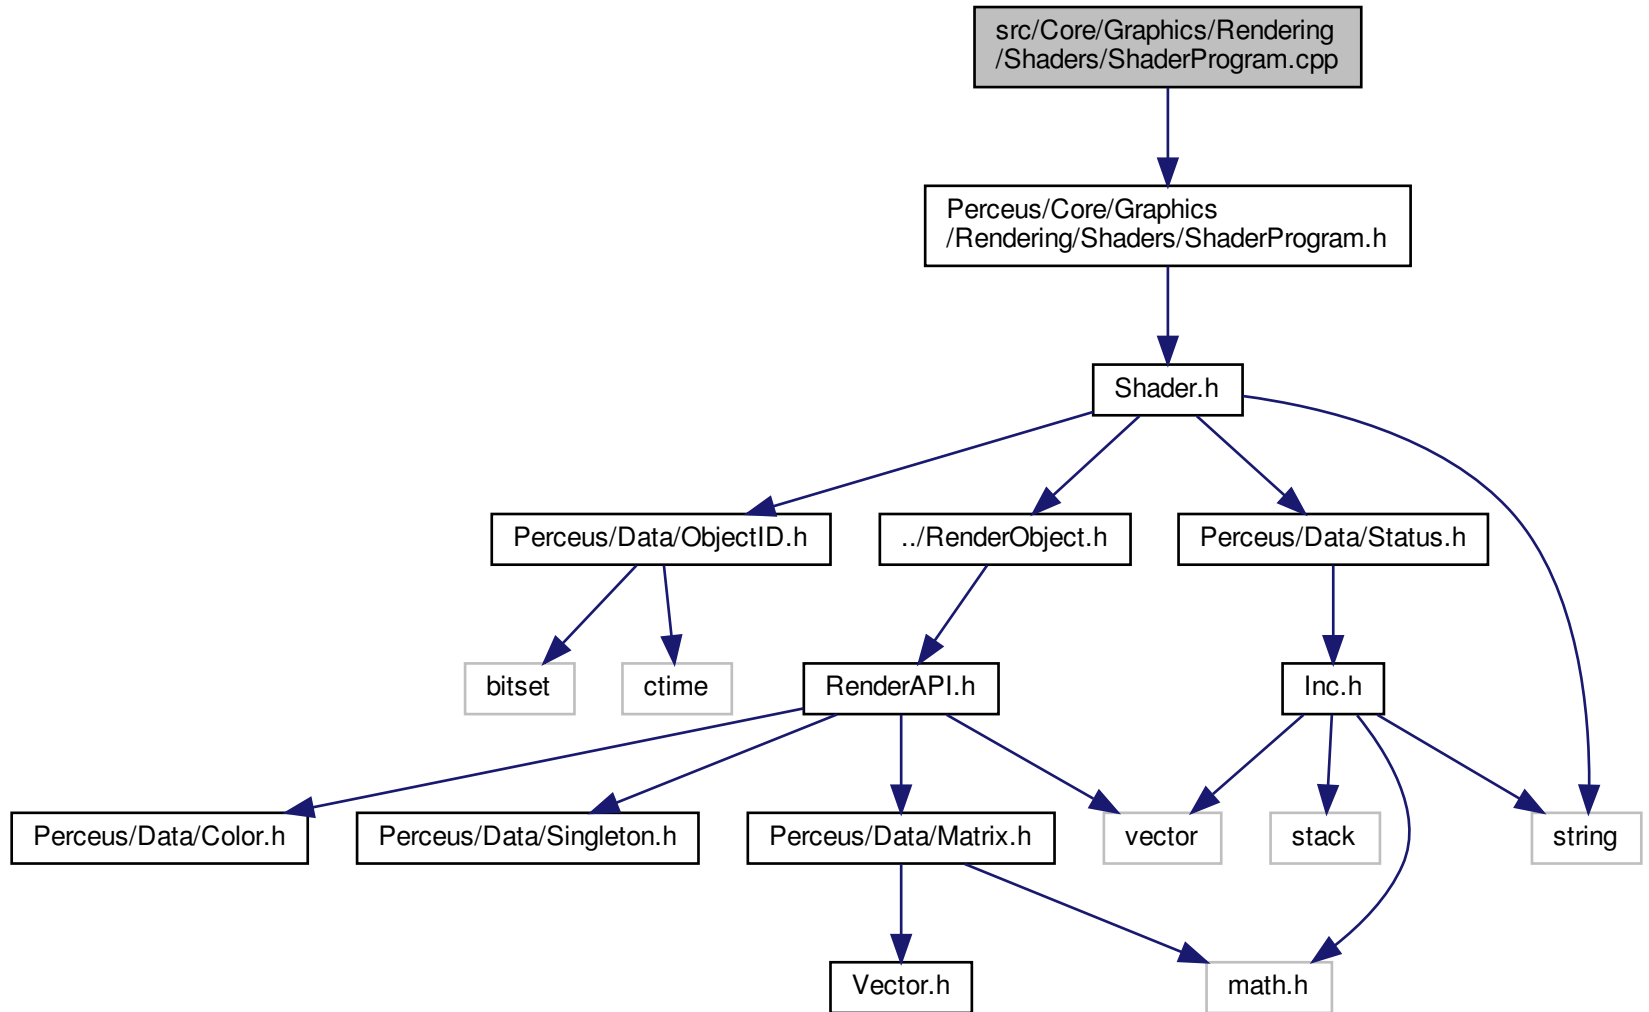 src/Core/Graphics/Rendering
/Shaders/ShaderProgram.cpp
Perceus/Core/Graphics
/Rendering/Shaders/ShaderProgram.h
Shader.h
Perceus/Data/ObjectID.h
../RenderObject.h
Perceus/Data/Status.h
bitset
ctime
RenderAPI.h
Inc.h
Perceus/Data/Color.h
Perceus/Data/Singleton.h
Perceus/Data/Matrix.h
vector
stack
string
Vector.h
math.h